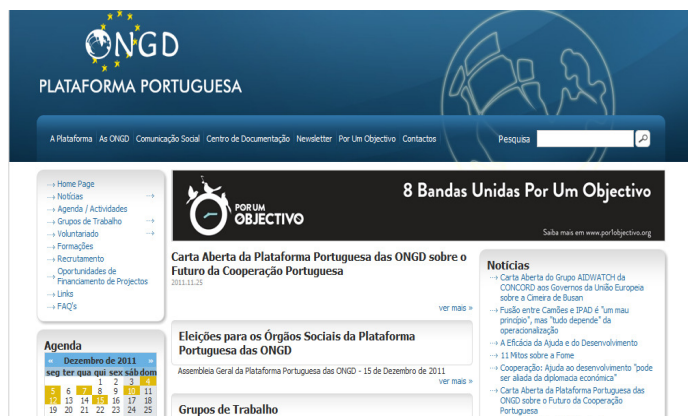 ONGD
PLATAFORMA PORTUGUESA
A Plataforma As ONGD Comunicação Social Centro de Documentação Newsletter Por Um Objectivo Contactos
Pesquisa
Home Page
Notícias
Agenda / Actividades
Grupos de Trabalho
Voluntariado
Formações
Recrutamento
Oportunidades de
Financiamento de Projectos
Links
FAQ's
Agenda
« Dezembro de 2011 »
seg ter qua qui sex sáb dom
1 2 3 4
5 6 7 8 9 10 11
12 13 14 15 16 17 18
19 20 21 22 23 24 25
POR UM
OBJECTIVO
8 Bandas Unidas Por Um Objectivo
Saiba mais em www.por1objectivo.org
Carta Aberta da Plataforma Portuguesa das ONGD sobre o
Futuro da Cooperação Portuguesa
2011.11.25
ver mais »
Eleições para os Órgãos Sociais da Plataforma
Portuguesa das ONGD
Assembleia Geral da Plataforma Portuguesa das ONGD - 15 de Dezembro de 2011
ver mais »
Grupos de Trabalho
Notícias
Carta Aberta do Grupo AIDWATCH da
CONCORD aos Governos da União Europeia
sobre a Cimeira de Busan
Fusão entre Camões e IPAD é "um mau
princípio", mas "tudo depende" da
operacionalização
A Eficácia da Ajuda e do Desenvolvimento
11 Mitos sobre a Fome
Cooperação: Ajuda ao desenvolvimento "pode
ser aliada da diplomacia económica"
Carta Aberta da Plataforma Portuguesa das
ONGD sobre o Futuro da Cooperação
Portuguesa